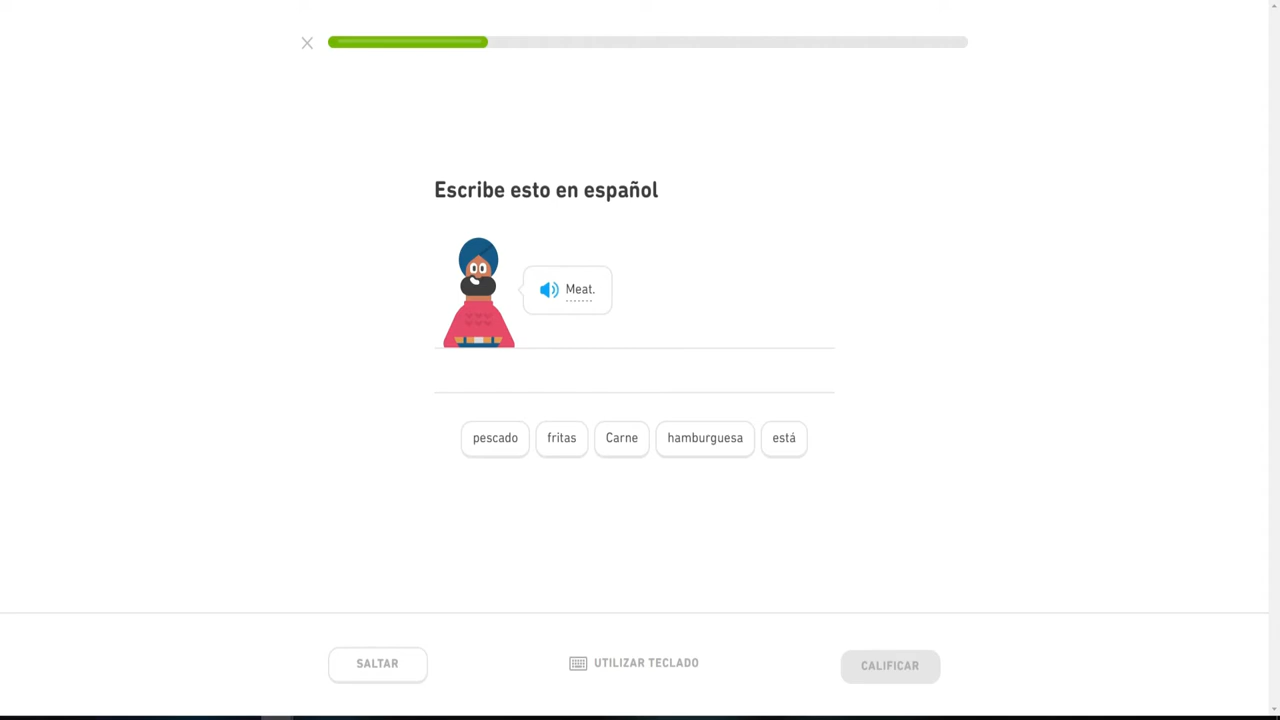 Escribe esto en español
Meat.
pescado fritas Carne hamburguesa está
SALTAR UTILIZAR TECLADO CALIFICAR